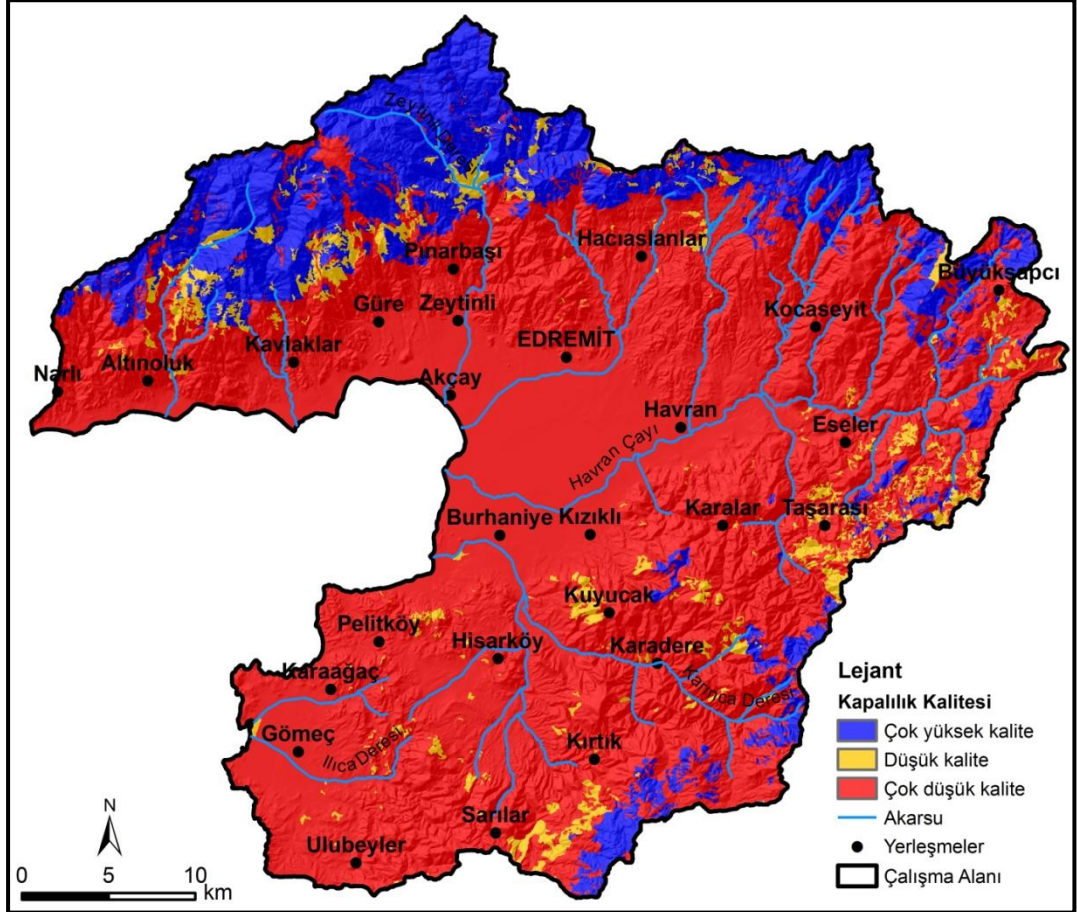 Zeytinli Deresi
Pınarbaşı
Hacıaslanlar
Büyükşapcı
Güre
Zeytinli
Kocaseyit
EDREMİT
Kavlaklar
Narlı
Altınoluk
Akçay
Havran
Eseler
Havran Çayı
Burhaniye
Kızıklı
Karalar
Taşarası
Kuyucak
Pelitköy
Hisarköy
Karadere
Karaağaç
Karınca Deresi
Gömeç
Ilıca Deresi
Kırtık
Sarılar
Ulubeyler
Lejant
Kapalılık Kalitesi
Çok yüksek kalite
Düşük kalite
Çok düşük kalite
Akarsu
Yerleşmeler
Çalışma Alanı
N
0 5 10
km